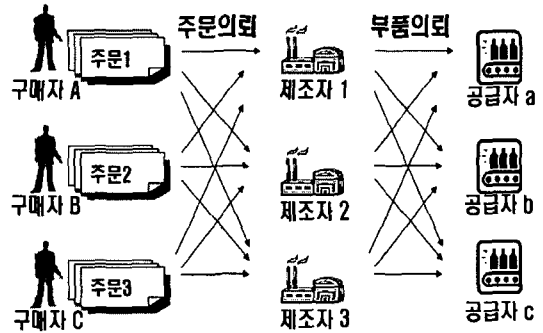 주문의뢰 부품의뢰
주문1
구매자 A 제조자 1 공급자 a
주문2
구매자 B 제조자 2 공급자 b
주문3
구매자 C 제조자 3 공급자 c